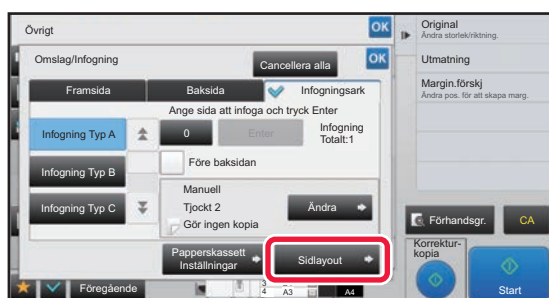 Övrigt
OK
Omslag/Infogning
Cancellera alla
OK
Framsida
Baksida
Infogningsark
Ange sida att infoga och tryck Enter
Infogning Typ A
0
Enter
Infogning
Totalt:1
Före baksidan
Infogning Typ B
Manuell
Tjockt 2
Gör ingen kopia
Ändra
Infogning Typ C
Papperskassett
Inställningar
Sidlayout
Föregående
3
4
A3
A4
Original
Ändra storlek/riktning.
Utmatning
Margin.förskj
Ändra pos. för att skapa marg.
Förhandsgr.
CA
Korrektur-
kopia
Start